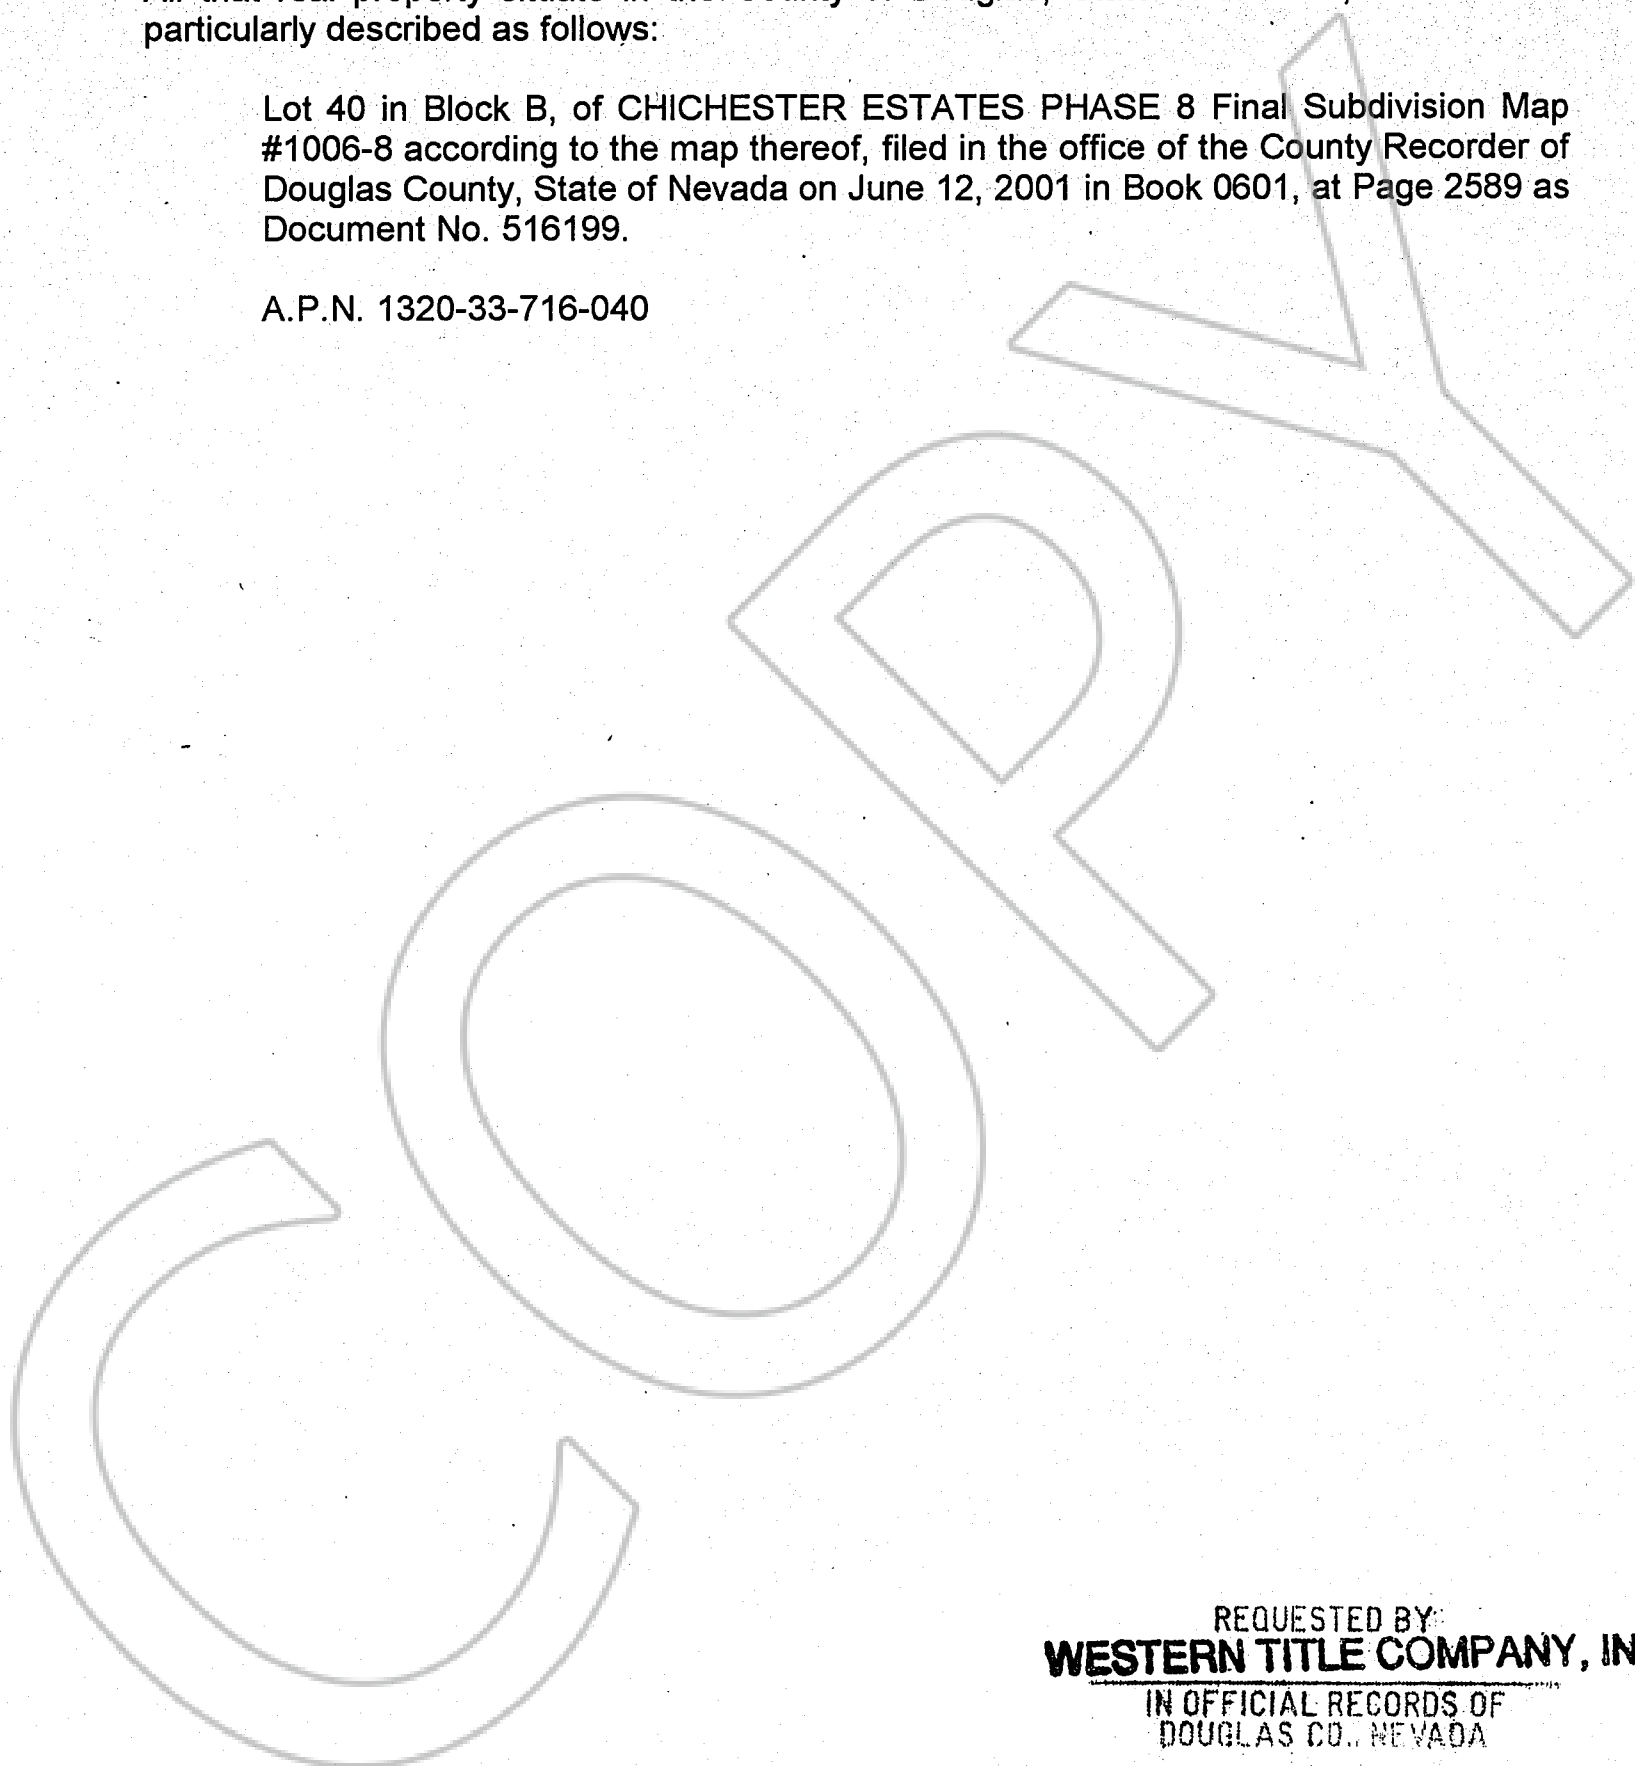 particularly described as follows:
Lot 40 in Block B, of CHICHESTER ESTATES PHASE 8 Final Subdivision Map
#1006-8 according to the map thereof, filed in the office of the County Recorder of
Douglas County, State of Nevada on June 12, 2001 in Book 0601, at Page 2589 as
Document No. 516199.
A.P.N. 1320-33-716-040
COPY
REQUESTED BY
WESTERN TITLE COMPANY, IN
IN OFFICIAL RECORDS OF
DOUGLAS CO., NEVADA